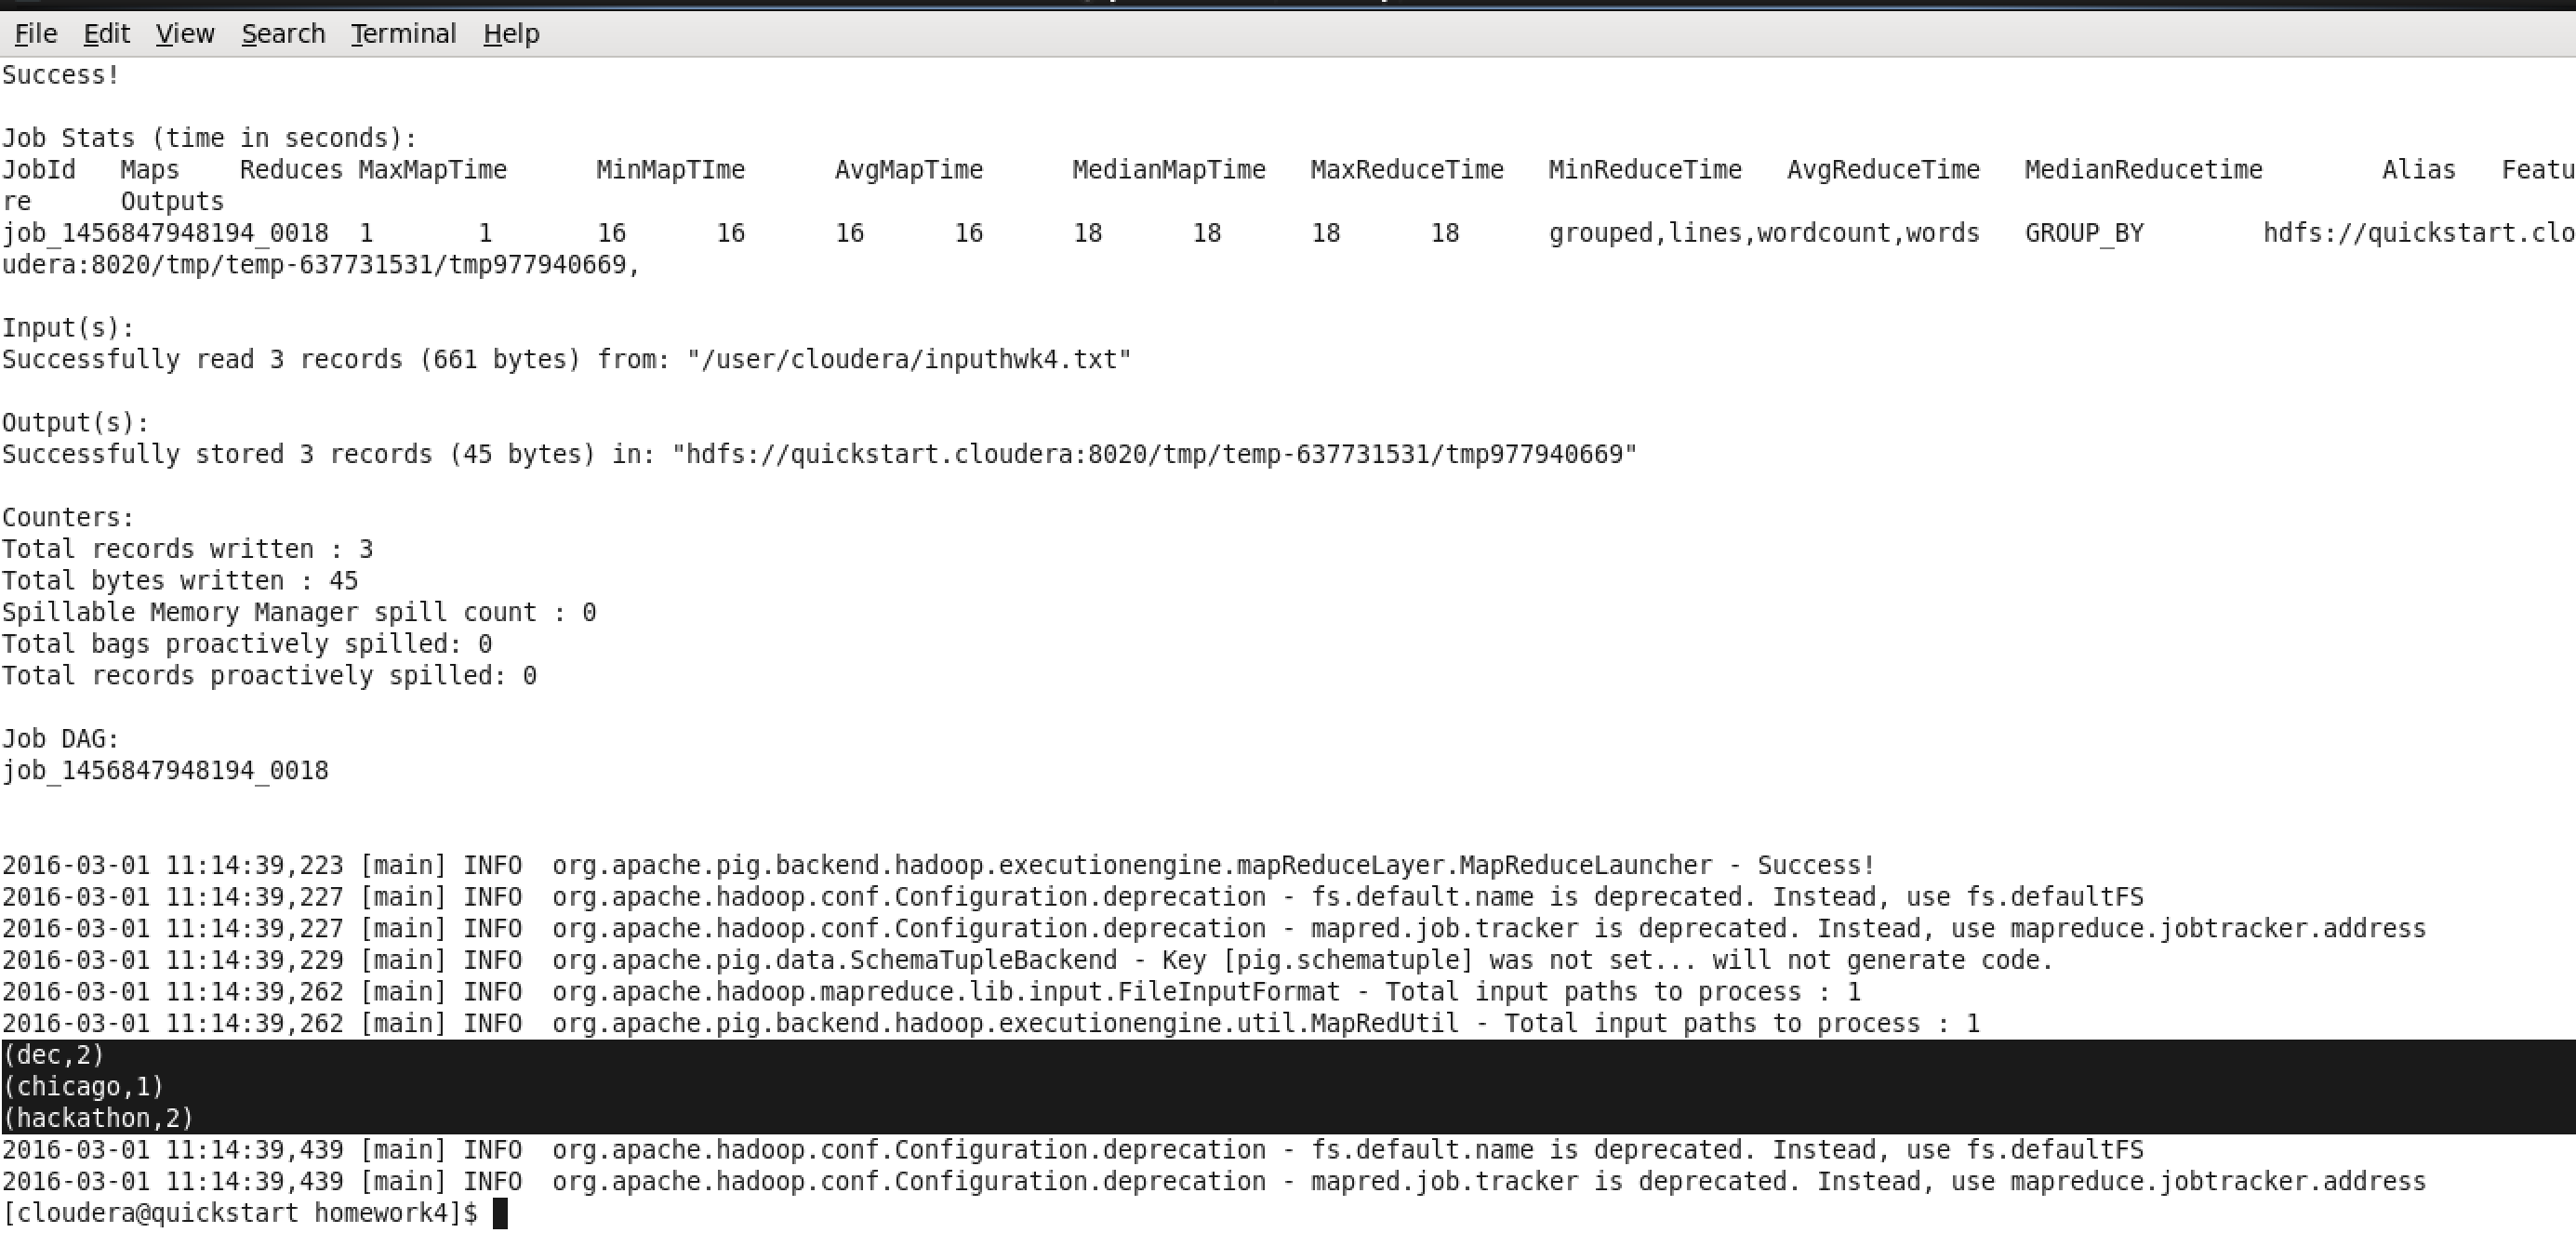 File Edit View Search Terminal Help
Success!
Job Stats (time in seconds):
JobId Maps Reduces MaxMapTime MinMapTIme AvgMapTime MedianMapTime MaxReduceTime MinReduceTime AvgReduceTime MedianReducetime Alias Featu
re Outputs
job_1456847948194_0018 1 1 16 16 16 16 18 18 18 18 grouped,lines,wordcount,words GROUP_BY hdfs://quickstart.clo
udera:8020/tmp/temp-637731531/tmp977940669,
Input(s):
Successfully read 3 records (661 bytes) from: "/user/cloudera/inputhwk4.txt"
Output(s):
Successfully stored 3 records (45 bytes) in: "hdfs://quickstart.cloudera:8020/tmp/temp-637731531/tmp977940669"
Counters:
Total records written : 3
Total bytes written : 45
Spillable Memory Manager spill count : 0
Total bags proactively spilled: 0
Total records proactively spilled: 0
Job DAG:
job_1456847948194_0018
2016-03-01 11:14:39,223 [main] INFO org.apache.pig.backend.hadoop.executionengine.mapReduceLayer.MapReduceLauncher - Success!
2016-03-01 11:14:39,227 [main] INFO org.apache.hadoop.conf.Configuration.deprecation - fs.default.name is deprecated. Instead, use fs.defaultFS
2016-03-01 11:14:39,227 [main] INFO org.apache.hadoop.conf.Configuration.deprecation - mapred.job.tracker is deprecated. Instead, use mapreduce.jobtracker.address
2016-03-01 11:14:39,229 [main] INFO org.apache.pig.data.SchemaTupleBackend - Key [pig.schematuple] was not set... will not generate code.
2016-03-01 11:14:39,262 [main] INFO org.apache.hadoop.mapreduce.lib.input.FileInputFormat - Total input paths to process : 1
2016-03-01 11:14:39,262 [main] INFO org.apache.pig.backend.hadoop.executionengine.util.MapRedUtil - Total input paths to process : 1
(dec,2)
(chicago,1)
(hackathon,2)
2016-03-01 11:14:39,439 [main] INFO org.apache.hadoop.conf.Configuration.deprecation - fs.default.name is deprecated. Instead, use fs.defaultFS
2016-03-01 11:14:39,439 [main] INFO org.apache.hadoop.conf.Configuration.deprecation - mapred.job.tracker is deprecated. Instead, use mapreduce.jobtracker.address
[cloudera@quickstart homework4]$